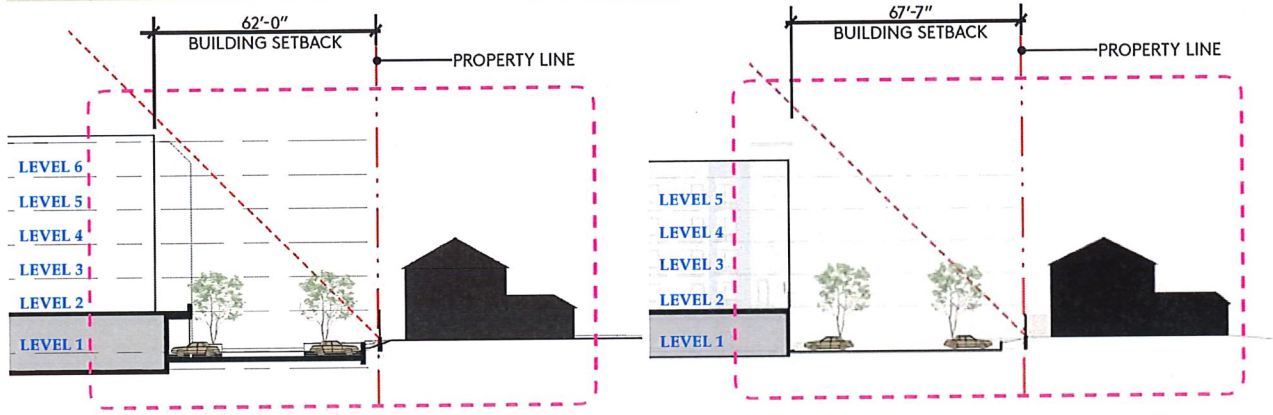 62'-0"
BUILDING SETBACK
PROPERTY LINE
LEVEL 6
LEVEL 5
LEVEL 4
LEVEL 3
LEVEL 2
LEVEL 1
67'-7"
BUILDING SETBACK
PROPERTY LINE
LEVEL 5
LEVEL 4
LEVEL 3
LEVEL 2
LEVEL 1